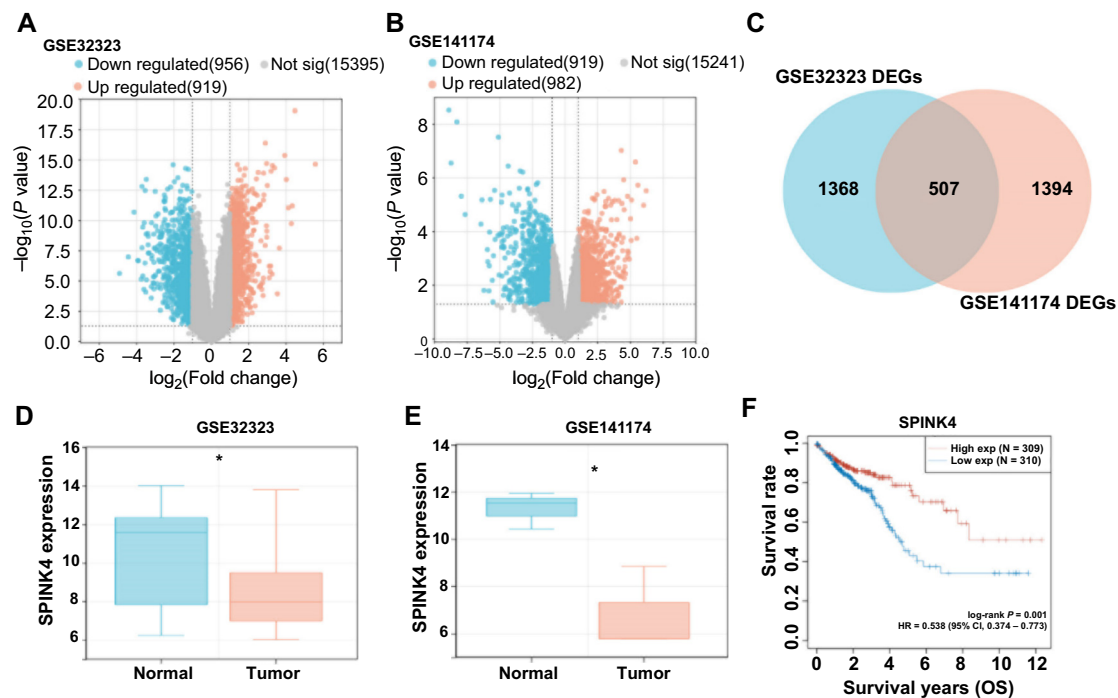 A
GSE32323
Down regulated(956) Not sig(15395)
Up regulated(919)
20.0
17.5
15.0
12.5
10.0
7.5
5.0
2.5
0.0
–log10(P value)
–6 –4 –2 0 2 4 6
log2(Fold change)
B
GSE141174
Down regulated(919) Not sig(15241)
Up regulated(982)
8
6
4
2
0
–log10(P value)
–10.0 –7.5 –5.0 –2.5 0.0 2.5 5.0 7.5 10.0
log2(Fold change)
C
GSE32323 DEGs
1368 507 1394
GSE141174 DEGs
D
GSE32323
16
14
12
10
8
6
SPINK4 expression
*
Normal Tumor
E
GSE141174
14
12
10
8
6
4
SPINK4 expression
*
Normal Tumor
F
SPINK4
High exp (N = 309)
Low exp (N = 310)
1.0
0.8
0.6
0.4
0.2
0.0
Survival rate
log-rank P = 0.001
HR = 0.538 (95% CI, 0.374 – 0.773)
0 2 4 6 8 10 12
Survival years (OS)